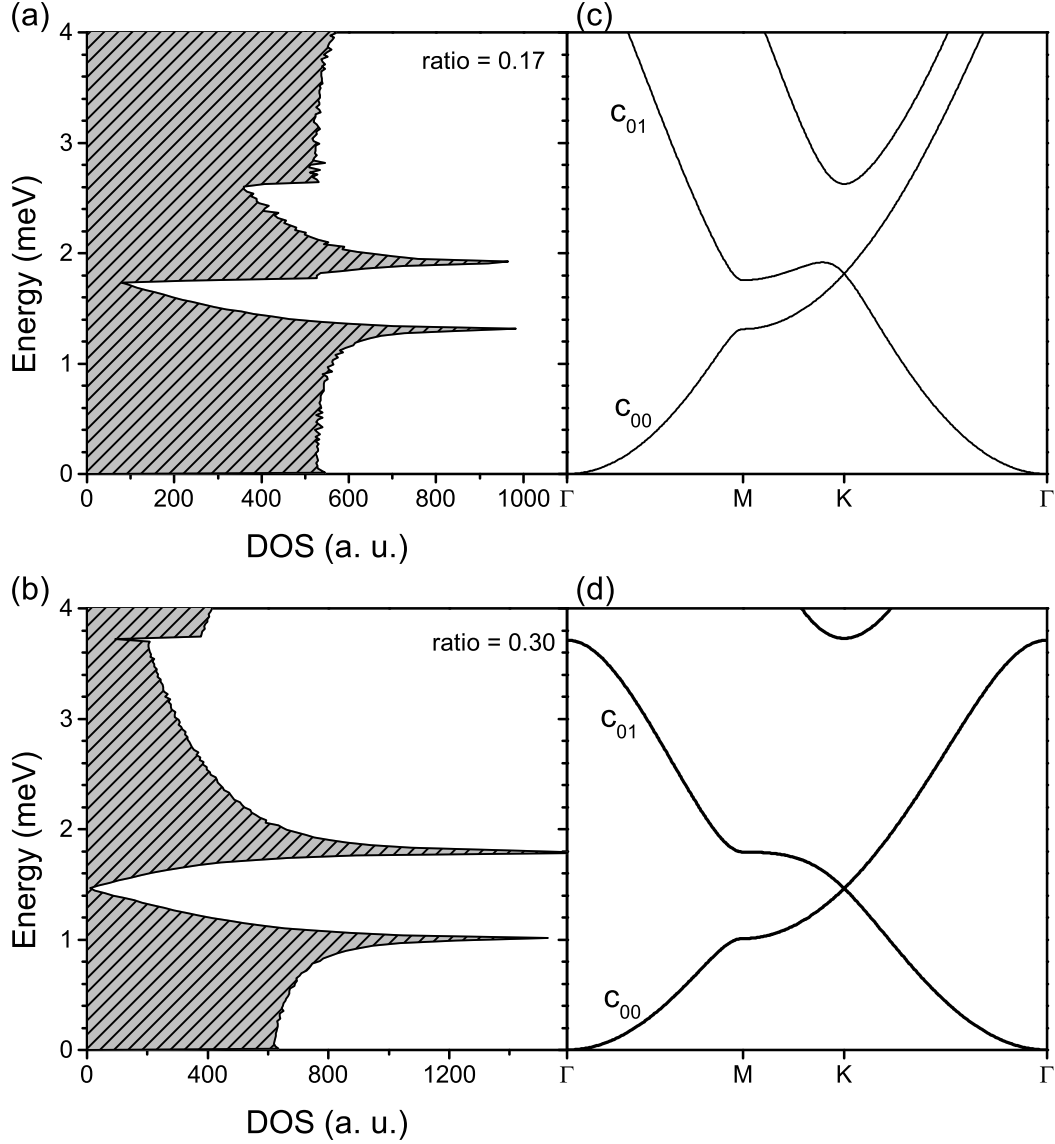 (a)
(c)
4
ratio = 0.17
c01
3
Energy (meV)
2
1
c00
0
0 200 400 600 800 1000 Γ M K Γ
DOS (a. u.)
(b)
(d)
4
ratio = 0.30
c01
3
Energy (meV)
2
1
c00
0
0 400 800 1200 Γ M K Γ
DOS (a. u.)